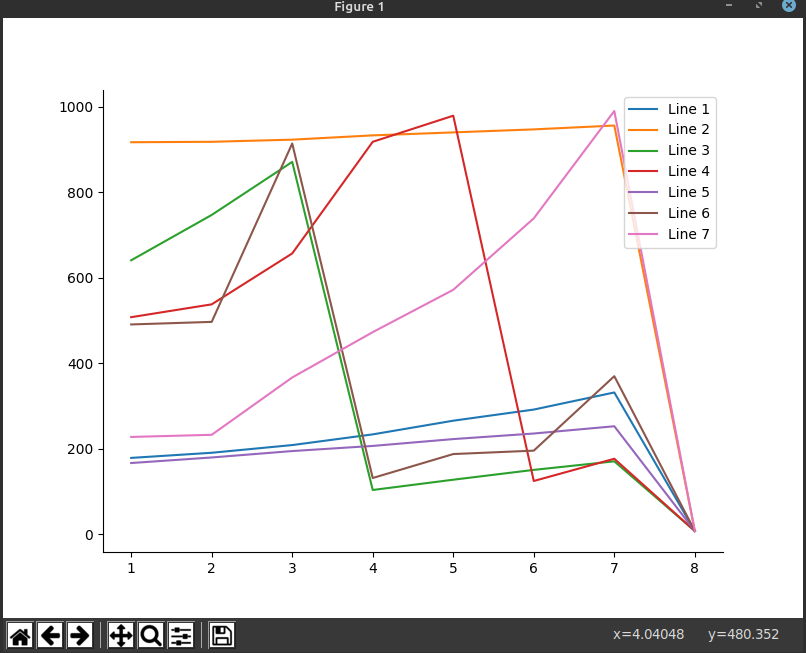 Figure 1
1000
800
600
400
200
0
1 2 3 4 5 6 7 8
Line 1
Line 2
Line 3
Line 4
Line 5
Line 6
Line 7
x=4.04048 y=480.352